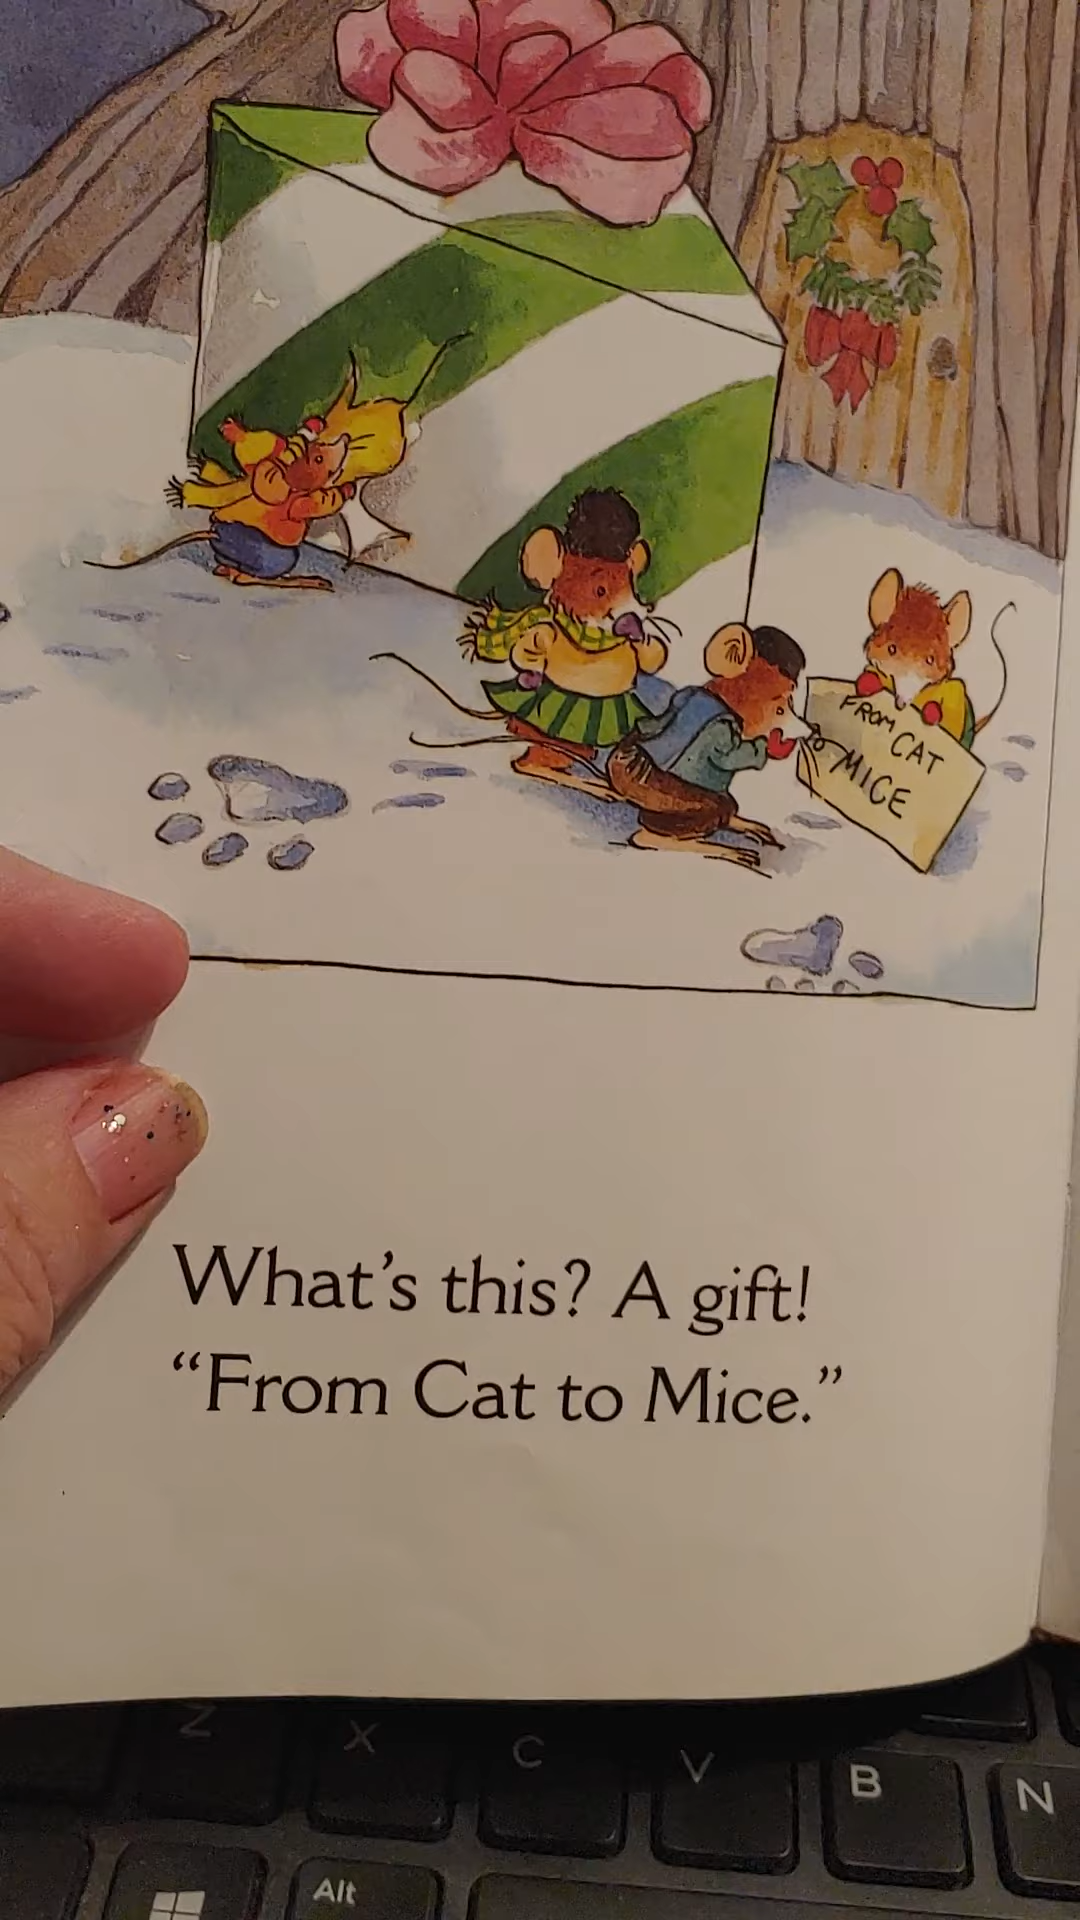 FROM CAT
to MICE
What's this? A gift!
“From Cat to Mice.”
Z X C V B N
Alt